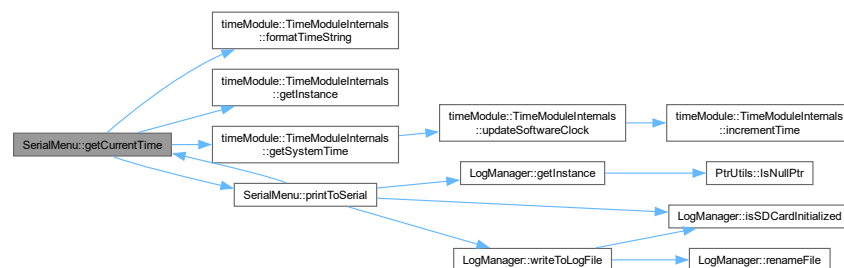 timeModule::TimeModuleInternals
::formatTimeString
timeModule::TimeModuleInternals
::getInstance
SerialMenu::getCurrentTime
timeModule::TimeModuleInternals
::getSystemTime
timeModule::TimeModuleInternals
::updateSoftwareClock
timeModule::TimeModuleInternals
::incrementTime
SerialMenu::printToSerial
LogManager::getInstance
PtrUtils::IsNullPtr
LogManager::isSDCardInitialized
LogManager::writeToLogFile
LogManager::renameFile